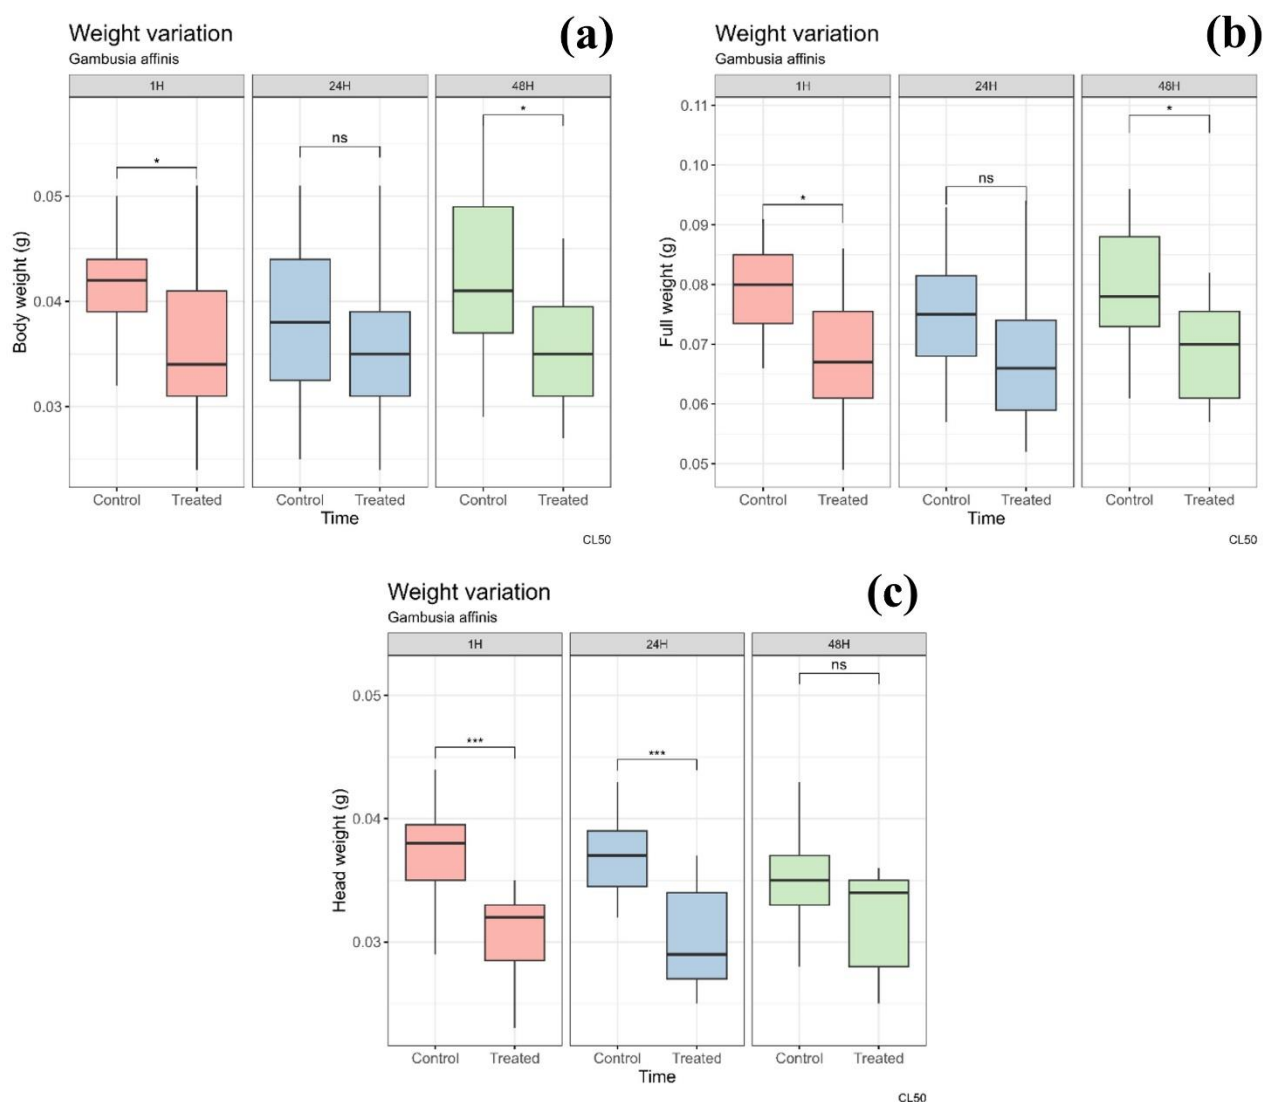 Weight variation
(a)
Gambusia affinis
1H 24H 48H
*
ns
*
0.05
0.04
0.03
Body weight (g)
Control Treated Control Treated Control Treated
Time
CL50
Weight variation
(b)
Gambusia affinis
1H 24H 48H
*
ns
*
0.11
0.10
0.09
0.08
0.07
0.06
0.05
Full weight (g)
Control Treated Control Treated Control Treated
Time
CL50
Weight variation
(c)
Gambusia affinis
1H 24H 48H
***
***
ns
0.05
0.04
0.03
Head weight (g)
Control Treated Control Treated Control Treated
Time
CL50